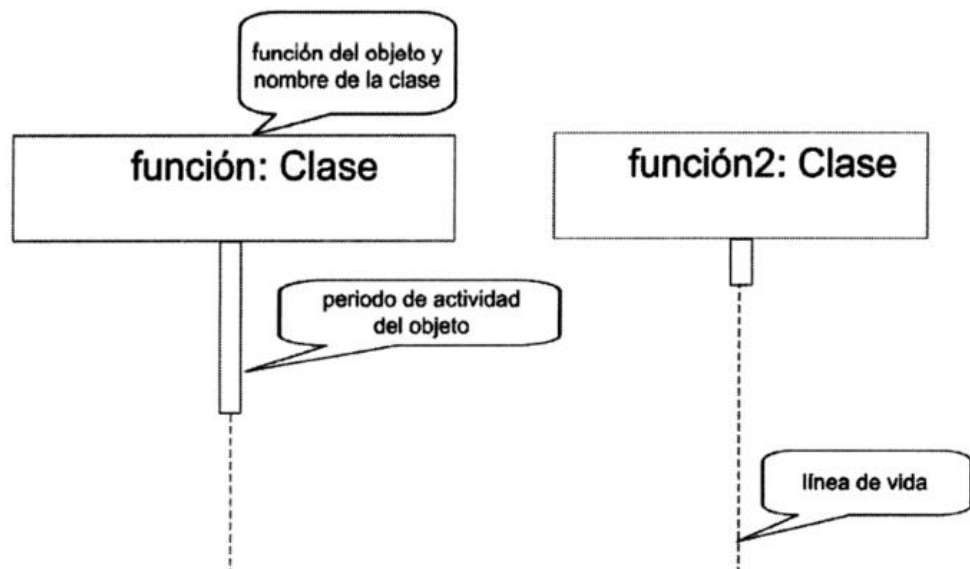 función del objeto y
nombre de la clase
función: Clase
función2: Clase
periodo de actividad
del objeto
línea de vida